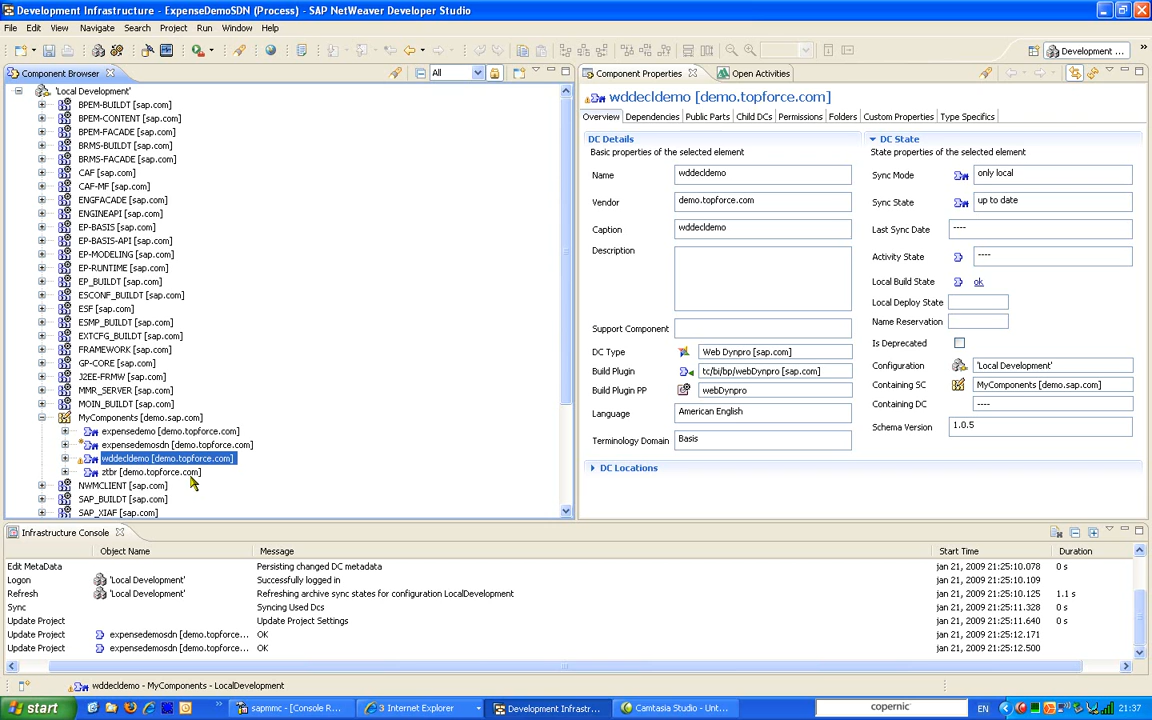 Development Infrastructure - ExpenseDemoSDN (Process) - SAP NetWeaver Developer Studio
File Edit View Navigate Search Project Run Window Help
Development ...
Component Browser
All
'Local Development'
BPEM-BUILDT [sap.com]
BPEM-CONTENT [sap.com]
BPEM-FACADE [sap.com]
BRMS-BUILDT [sap.com]
BRMS-FACADE [sap.com]
CAF [sap.com]
CAF-MF [sap.com]
ENGFACADE [sap.com]
ENGINEAPI [sap.com]
EP-BASIS [sap.com]
EP-BASIS-API [sap.com]
EP-MODELING [sap.com]
EP-RUNTIME [sap.com]
EP_BUILDT [sap.com]
ESCONF_BUILDT [sap.com]
ESF [sap.com]
ESMP_BUILDT [sap.com]
EXTCFG_BUILDT [sap.com]
FRAMEWORK [sap.com]
GP-CORE [sap.com]
J2EE-FRMW [sap.com]
MMR_SERVER [sap.com]
MOIN_BUILDT [sap.com]
MyComponents [demo.sap.com]
expensedemo [demo.topforce.com]
expensedemosdn [demo.topforce.com]
wddecldemo [demo.topforce.com]
ztbr [demo.topforce.com]
NWMCLIENT [sap.com]
SAP_BUILDT [sap.com]
SAP_XIAF [sap.com]
Component Properties Open Activities
wddecldemo [demo.topforce.com]
Overview Dependencies Public Parts Child DCs Permissions Folders Custom Properties Type Specifics
DC Details
Basic properties of the selected element
Name wddecldemo
Vendor demo.topforce.com
Caption wddecldemo
Description
Support Component
DC Type Web Dynpro [sap.com]
Build Plugin tc/bi/bp/webDynpro [sap.com]
Build Plugin PP webDynpro
Language American English
Terminology Domain Basis
DC State
State properties of the selected element
Sync Mode only local
Sync State up to date
Last Sync Date ----
Activity State ----
Local Build State ok
Local Deploy State
Name Reservation
Is Deprecated
Configuration 'Local Development'
Containing SC MyComponents [demo.sap.com]
Containing DC ----
Schema Version 1.0.5
DC Locations
Infrastructure Console
Object Name Message Start Time Duration
Edit MetaData Persisting changed DC metadata jan 21, 2009 21:25:10.078 0 s
Logon 'Local Development' Successfully logged in jan 21, 2009 21:25:10.109
Refresh 'Local Development' Refreshing archive sync states for configuration LocalDevelopment jan 21, 2009 21:25:10.125 1.1 s
Sync Syncing Used Dcs jan 21, 2009 21:25:11.328 0 s
Update Project Update Project Settings jan 21, 2009 21:25:11.640 0 s
Update Project expensedemosdn [demo.topforce... OK jan 21, 2009 21:25:12.171
Update Project expensedemosdn [demo.topforce... OK jan 21, 2009 21:25:12.500
wddecldemo - MyComponents - LocalDevelopment
start sapmmc - [Console R... 3 Internet Explorer Development Infrastr... Camtasia Studio - Unt... copernic EN 21:37